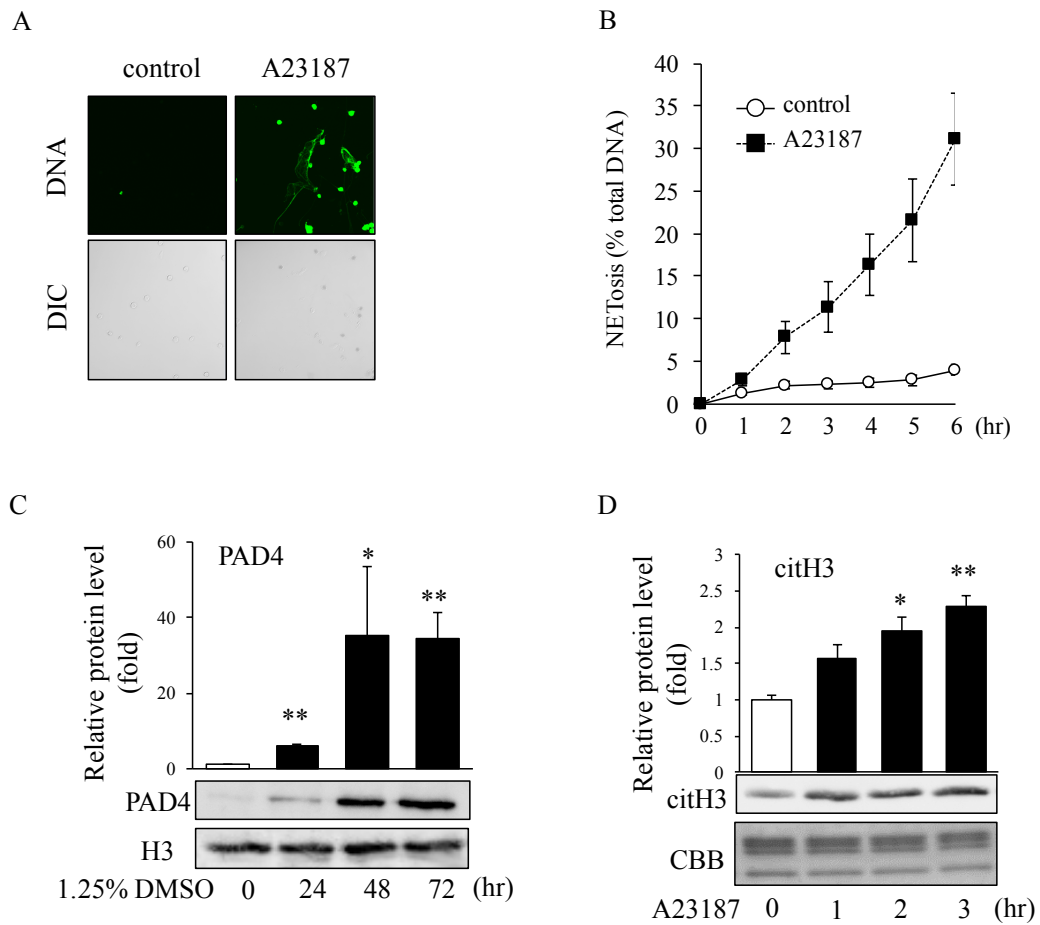 A
control A23187
DNA
DIC
B
NETosis (% total DNA)
40
35
30
25
20
15
10
5
0
control
A23187
0 1 2 3 4 5 6 (hr)
C
Relative protein level
(fold)
60
40
20
0
PAD4
*
**
**
PAD4
H3
1.25% DMSO 0 24 48 72 (hr)
D
Relative protein level
(fold)
3
2.5
2
1.5
1
0.5
0
citH3
**
*
citH3
CBB
A23187 0 1 2 3 (hr)